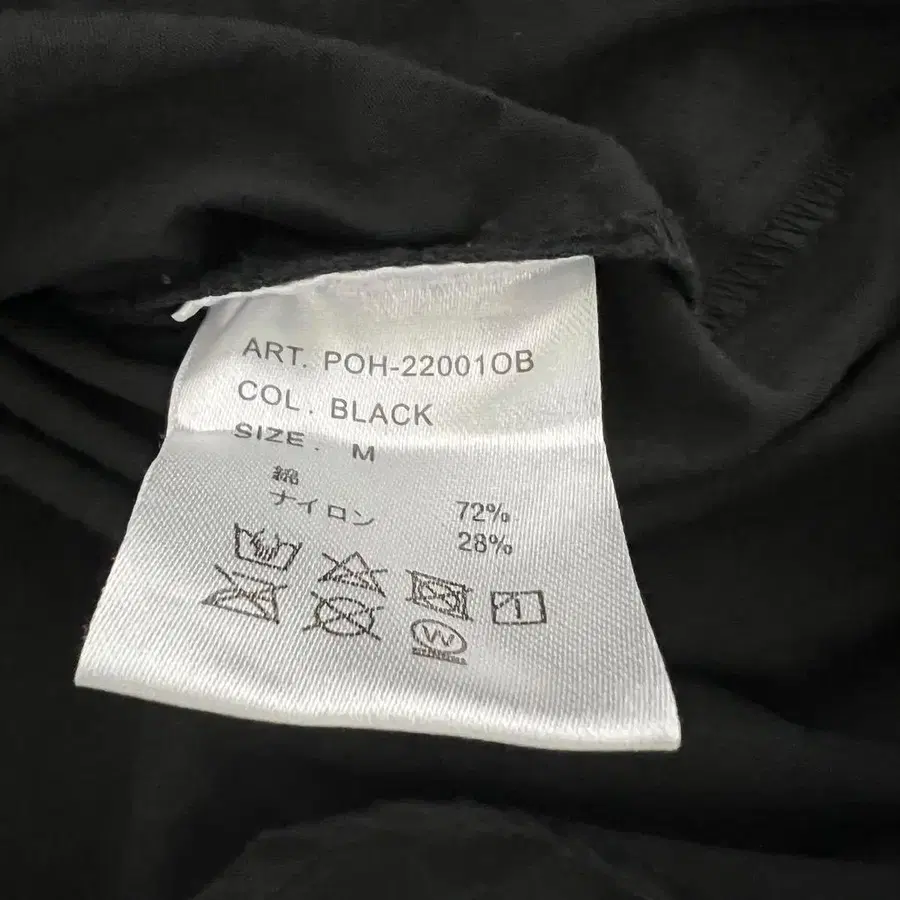 ART. POH-22001OB
COL. BLACK
SIZE. M
綿 72%
ナイロン 28%
W